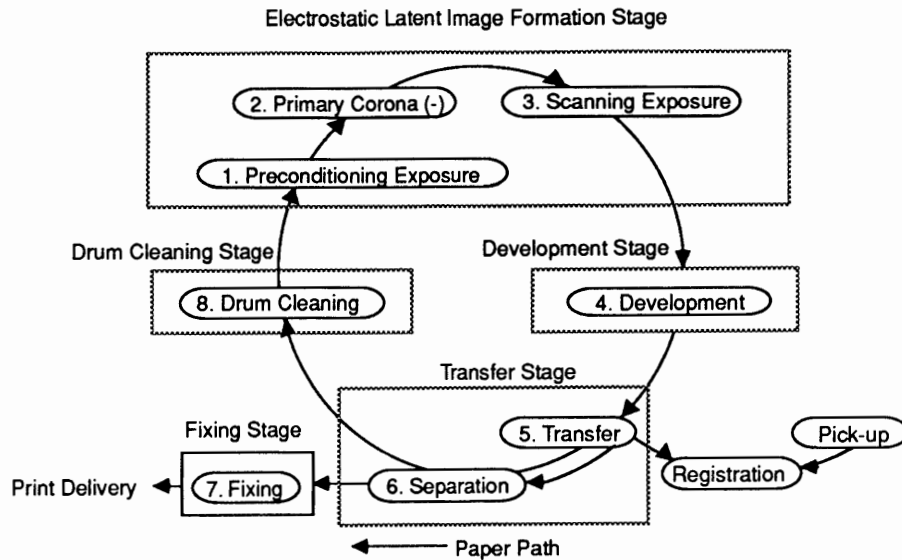 Electrostatic Latent Image Formation Stage
2. Primary Corona (-)
3. Scanning Exposure
1. Preconditioning Exposure
Drum Cleaning Stage
Development Stage
8. Drum Cleaning
4. Development
Transfer Stage
Fixing Stage
5. Transfer
Pick-up
Registration
Print Delivery
7. Fixing
6. Separation
Paper Path